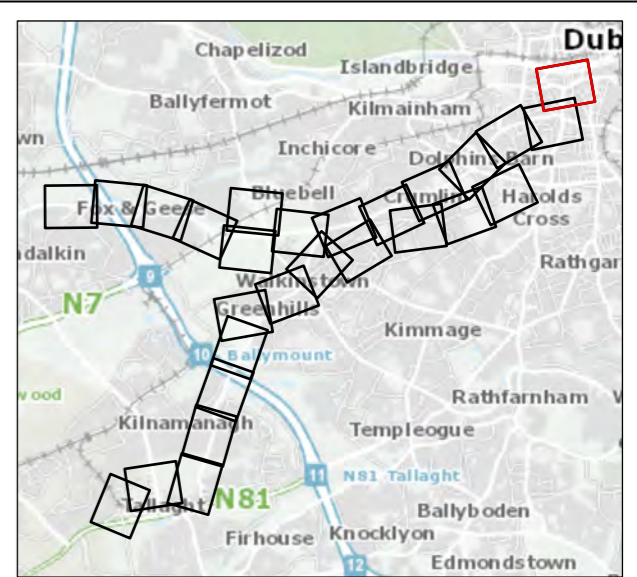 Dub
Chapelizod
Islandbridge
Ballyfermot
Kilmainham
wn
Inchicore
Dolphins Barn
Bluebell
Crumlin
Harolds
Cross
Fox & Geese
ndalkin
Walkinstown
Rathgar
9
N7
Greenhills
Kimmage
10
Ballymount
wood
Rathfarnham
Kilnamanagh
Templeogue
11
N81 Tallaght
Tallaght
N81
Ballyboden
Firhouse
Knocklyon
12
Edmondstown